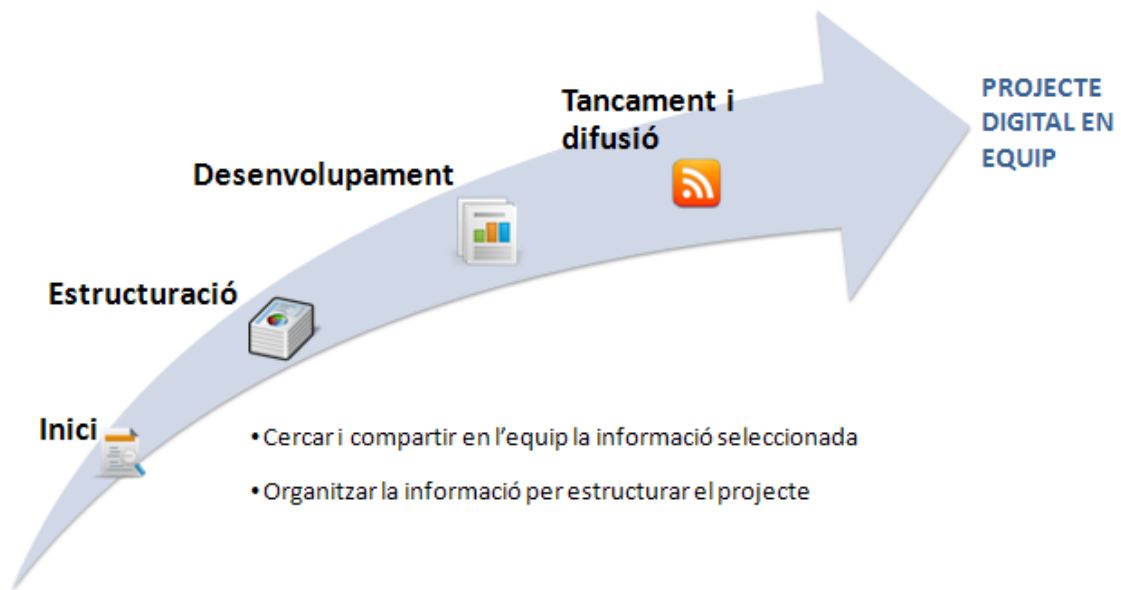 PROJECTE
DIGITAL EN
EQUIP
Tancament i
difusió
Desenvolupament
Estructuració
Inici
•Cercar i compartir en l'equip la informació seleccionada
•Organitzar la informació per estructurar el projecte